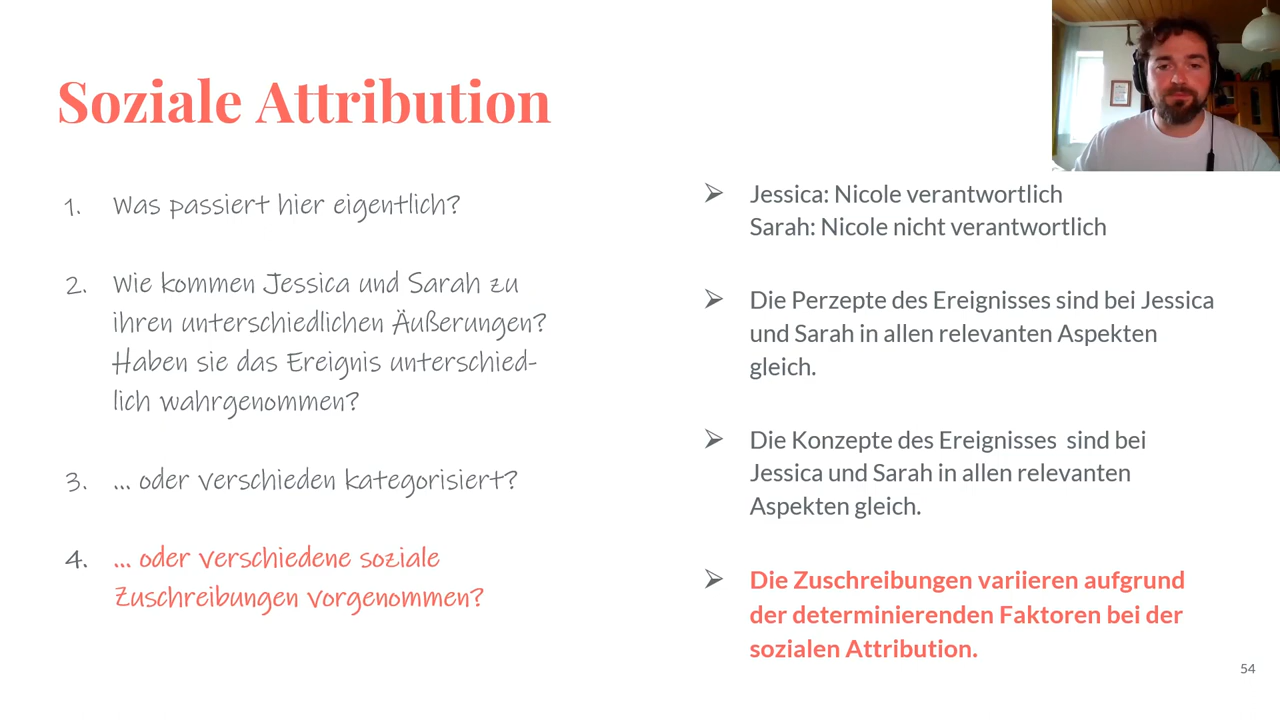 Soziale Attribution
1. Was passiert hier eigentlich?
2. Wie kommen Jessica und Sarah zu
ihren unterschiedlichen Äußerungen?
Haben sie das Ereignis unterschied-
lich wahrgenommen?
3. ... oder verschieden kategorisiert?
4. ... oder verschiedene soziale
Zuschreibungen vorgenommen?
➢ Jessica: Nicole verantwortlich
Sarah: Nicole nicht verantwortlich
➢ Die Perzepte des Ereignisses sind bei Jessica
und Sarah in allen relevanten Aspekten
gleich.
➢ Die Konzepte des Ereignisses sind bei
Jessica und Sarah in allen relevanten
Aspekten gleich.
➢ Die Zuschreibungen variieren aufgrund
der determinierenden Faktoren bei der
sozialen Attribution.
54